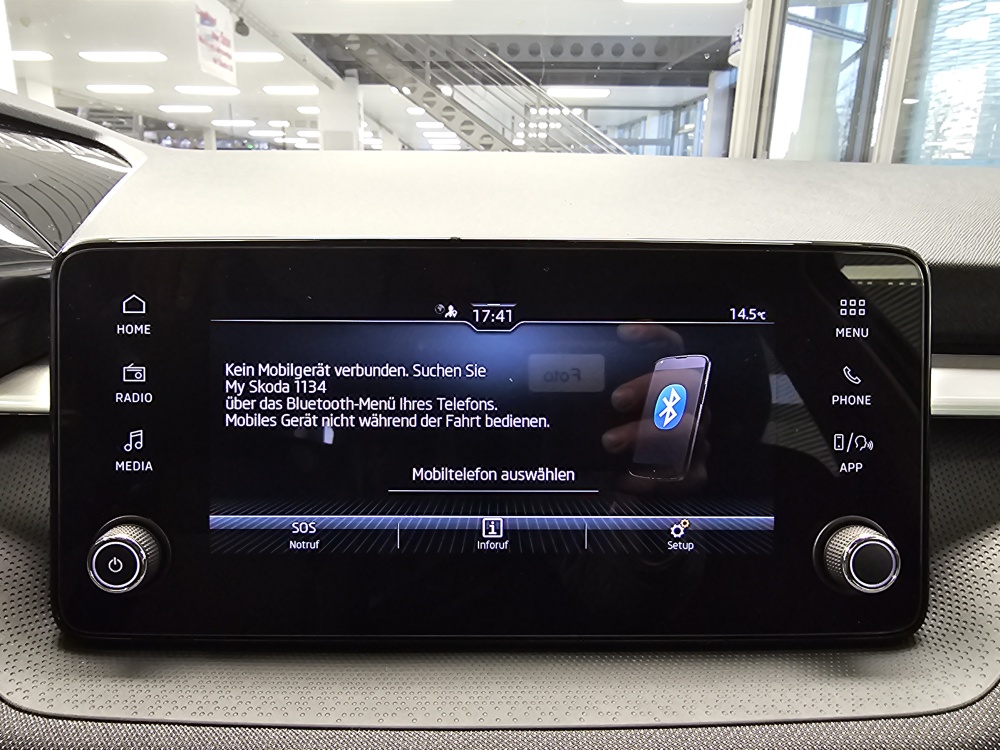 17:41
14.5℃
HOME
RADIO
MEDIA
MENU
PHONE
APP
Kein Mobilgerät verbunden. Suchen Sie
My Skoda 1134
über das Bluetooth-Menü Ihres Telefons.
Mobiles Gerät nicht während der Fahrt bedienen.
Foto
Mobiltelefon auswählen
SOS
Notruf
i
Inforuf
Setup